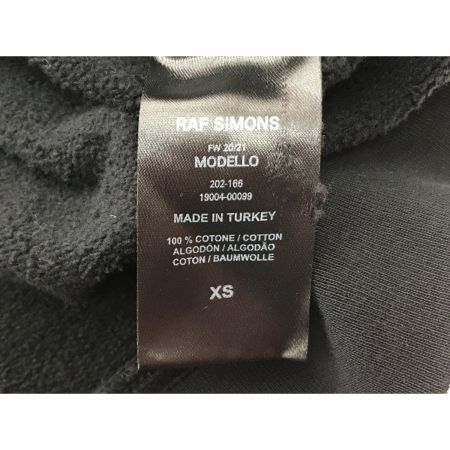 RAF SIMONS
FW 20/21
MODELLO
202-166
19004-00099
MADE IN TURKEY
100 % COTONE / COTTON
ALGODÓN / ALGODÃO
COTON / BAUMWOLLE
XS